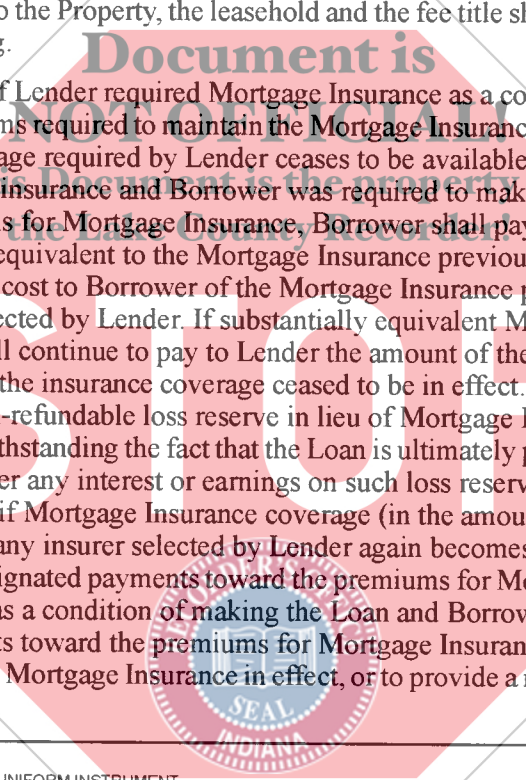 o the Property, the leasehold and the fee title sh
g.
Document is
f Lender required Mortgage Insurance as a co
NOT OFFICIAL!
ms required to maintain the Mortgage Insuranc
age required by Lender ceases to be available
is Document is the property
insurance and Borrower was required to mak
s for Mortgage Insurance, Borrower shall pay
the Lake County Recorder!
equivalent to the Mortgage Insurance previou
cost to Borrower of the Mortgage Insurance
STOP
ected by Lender. If substantially equivalent M
ll continue to pay to Lender the amount of the
the insurance coverage ceased to be in effect.
-refundable loss reserve in lieu of Mortgage I
thstanding the fact that the Loan is ultimately p
er any interest or earnings on such loss reserv
if Mortgage Insurance coverage (in the amou
any insurer selected by Lender again becomes
ignated payments toward the premiums for Mo
as a condition of making the Loan and Borrow
ts toward the premiums for Mortgage Insuran
Mortgage Insurance in effect, or to provide a
SEAL
INDIANA
UNIFORM INSTRUMENT